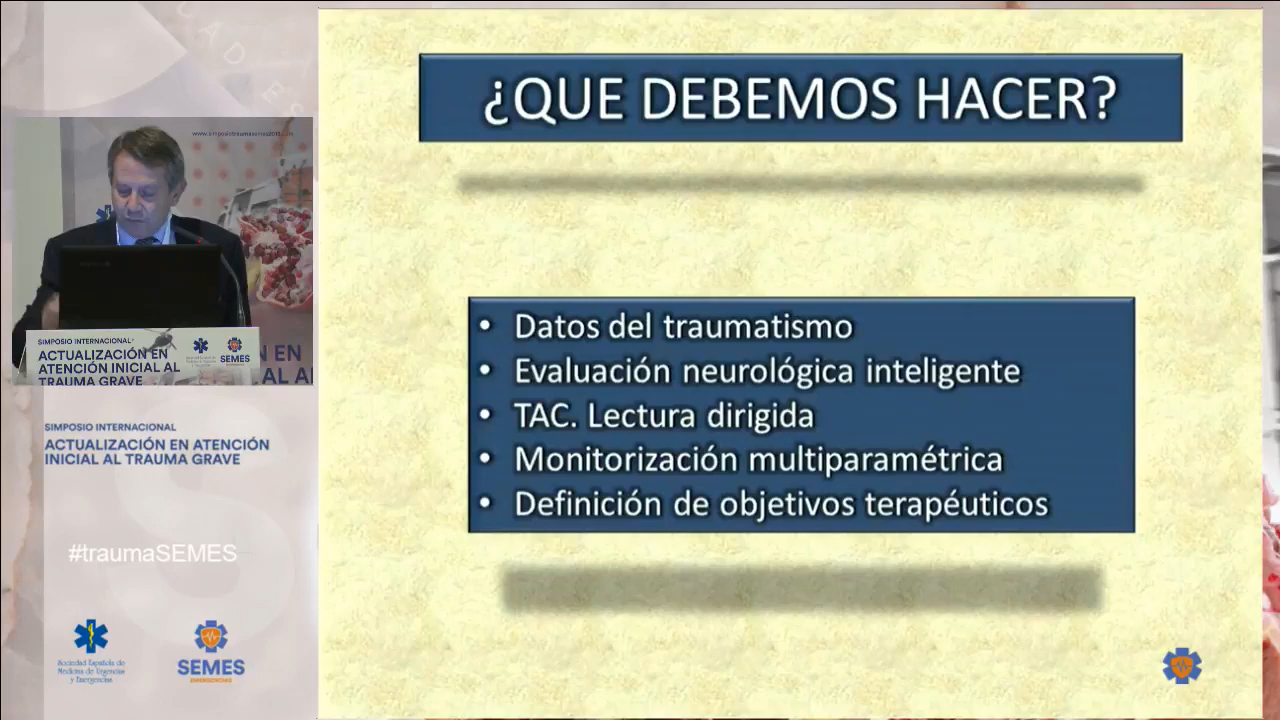 ¿QUE DEBEMOS HACER?
• Datos del traumatismo
• Evaluación neurológica inteligente
• TAC. Lectura dirigida
• Monitorización multiparamétrica
• Definición de objetivos terapéuticos
SIMPOSIO INTERNACIONAL
ACTUALIZACIÓN EN
ATENCIÓN INICIAL AL
TRAUMA GRAVE
SEMES
SIMPOSIO INTERNACIONAL
ACTUALIZACIÓN EN ATENCIÓN
INICIAL AL TRAUMA GRAVE
#traumaSEMES
Sociedad Española de
Medicina de Urgencias
y Emergencias
SEMES